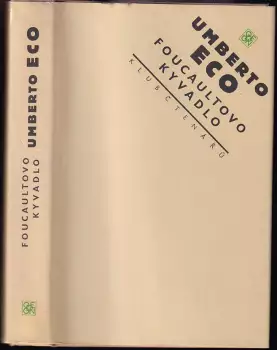 FOUCAULTOVO
KYVADLO
UMBERTO ECO
UMBERTO
ECO
FOUCAULTOVO
KYVADLO
KLUB ČTENÁŘŮ